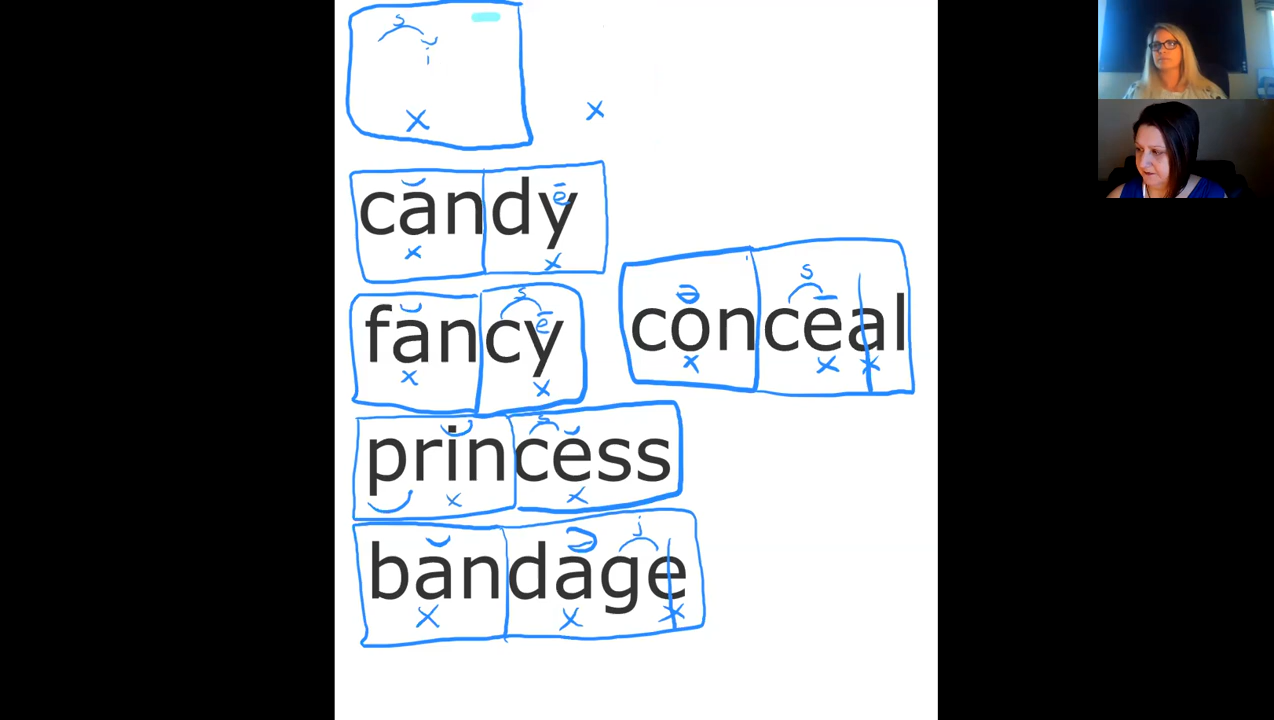 s
i
x x
candy
ē
x x
fancy
s ē
x x
conceal
ə s
x x x
princess
s
x x
bandage
ə j
x x x